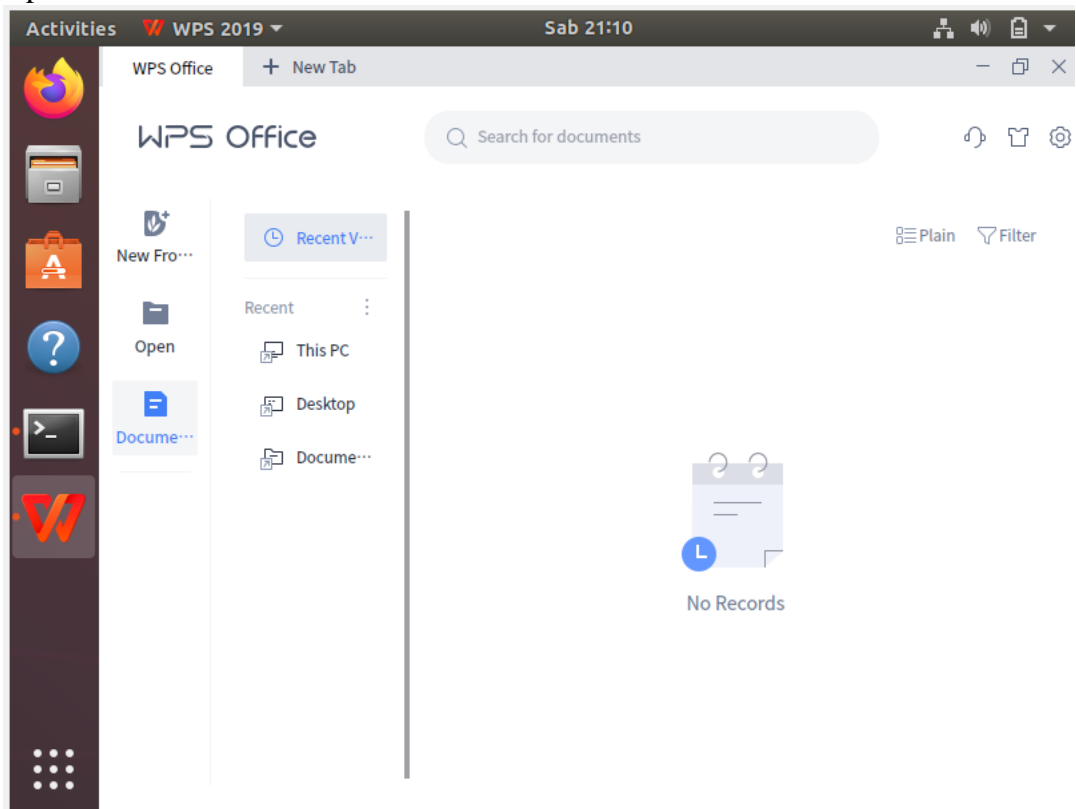 Activities WPS 2019 Sab 21:10
WPS Office + New Tab
WPS Office Search for documents
New Fro···
Open
Docume···
Recent V···
Recent
This PC
Desktop
Docume···
Plain Filter
No Records